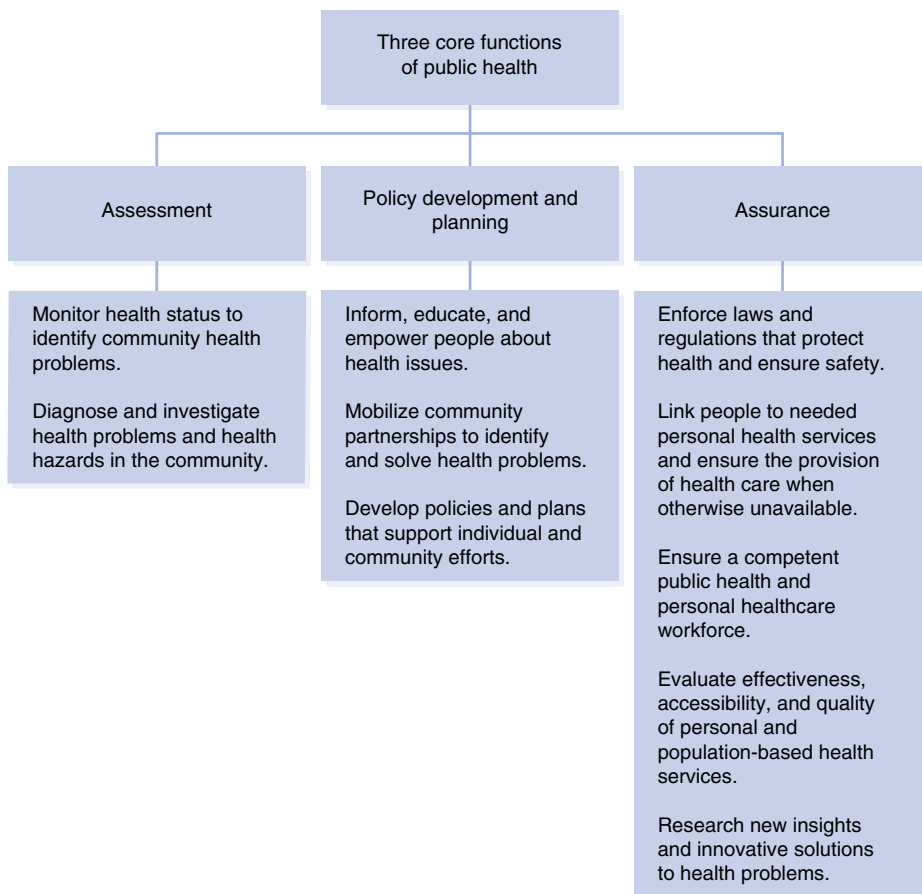 Three core functions
of public health
Assessment
Policy development and
planning
Assurance
Monitor health status to
identify community health
problems.
Diagnose and investigate
health problems and health
hazards in the community.
Inform, educate, and
empower people about
health issues.
Mobilize community
partnerships to identify
and solve health problems.
Develop policies and plans
that support individual and
community efforts.
Enforce laws and
regulations that protect
health and ensure safety.
Link people to needed
personal health services
and ensure the provision
of health care when
otherwise unavailable.
Ensure a competent
public health and
personal healthcare
workforce.
Evaluate effectiveness,
accessibility, and quality
of personal and
population-based health
services.
Research new insights
and innovative solutions
to health problems.